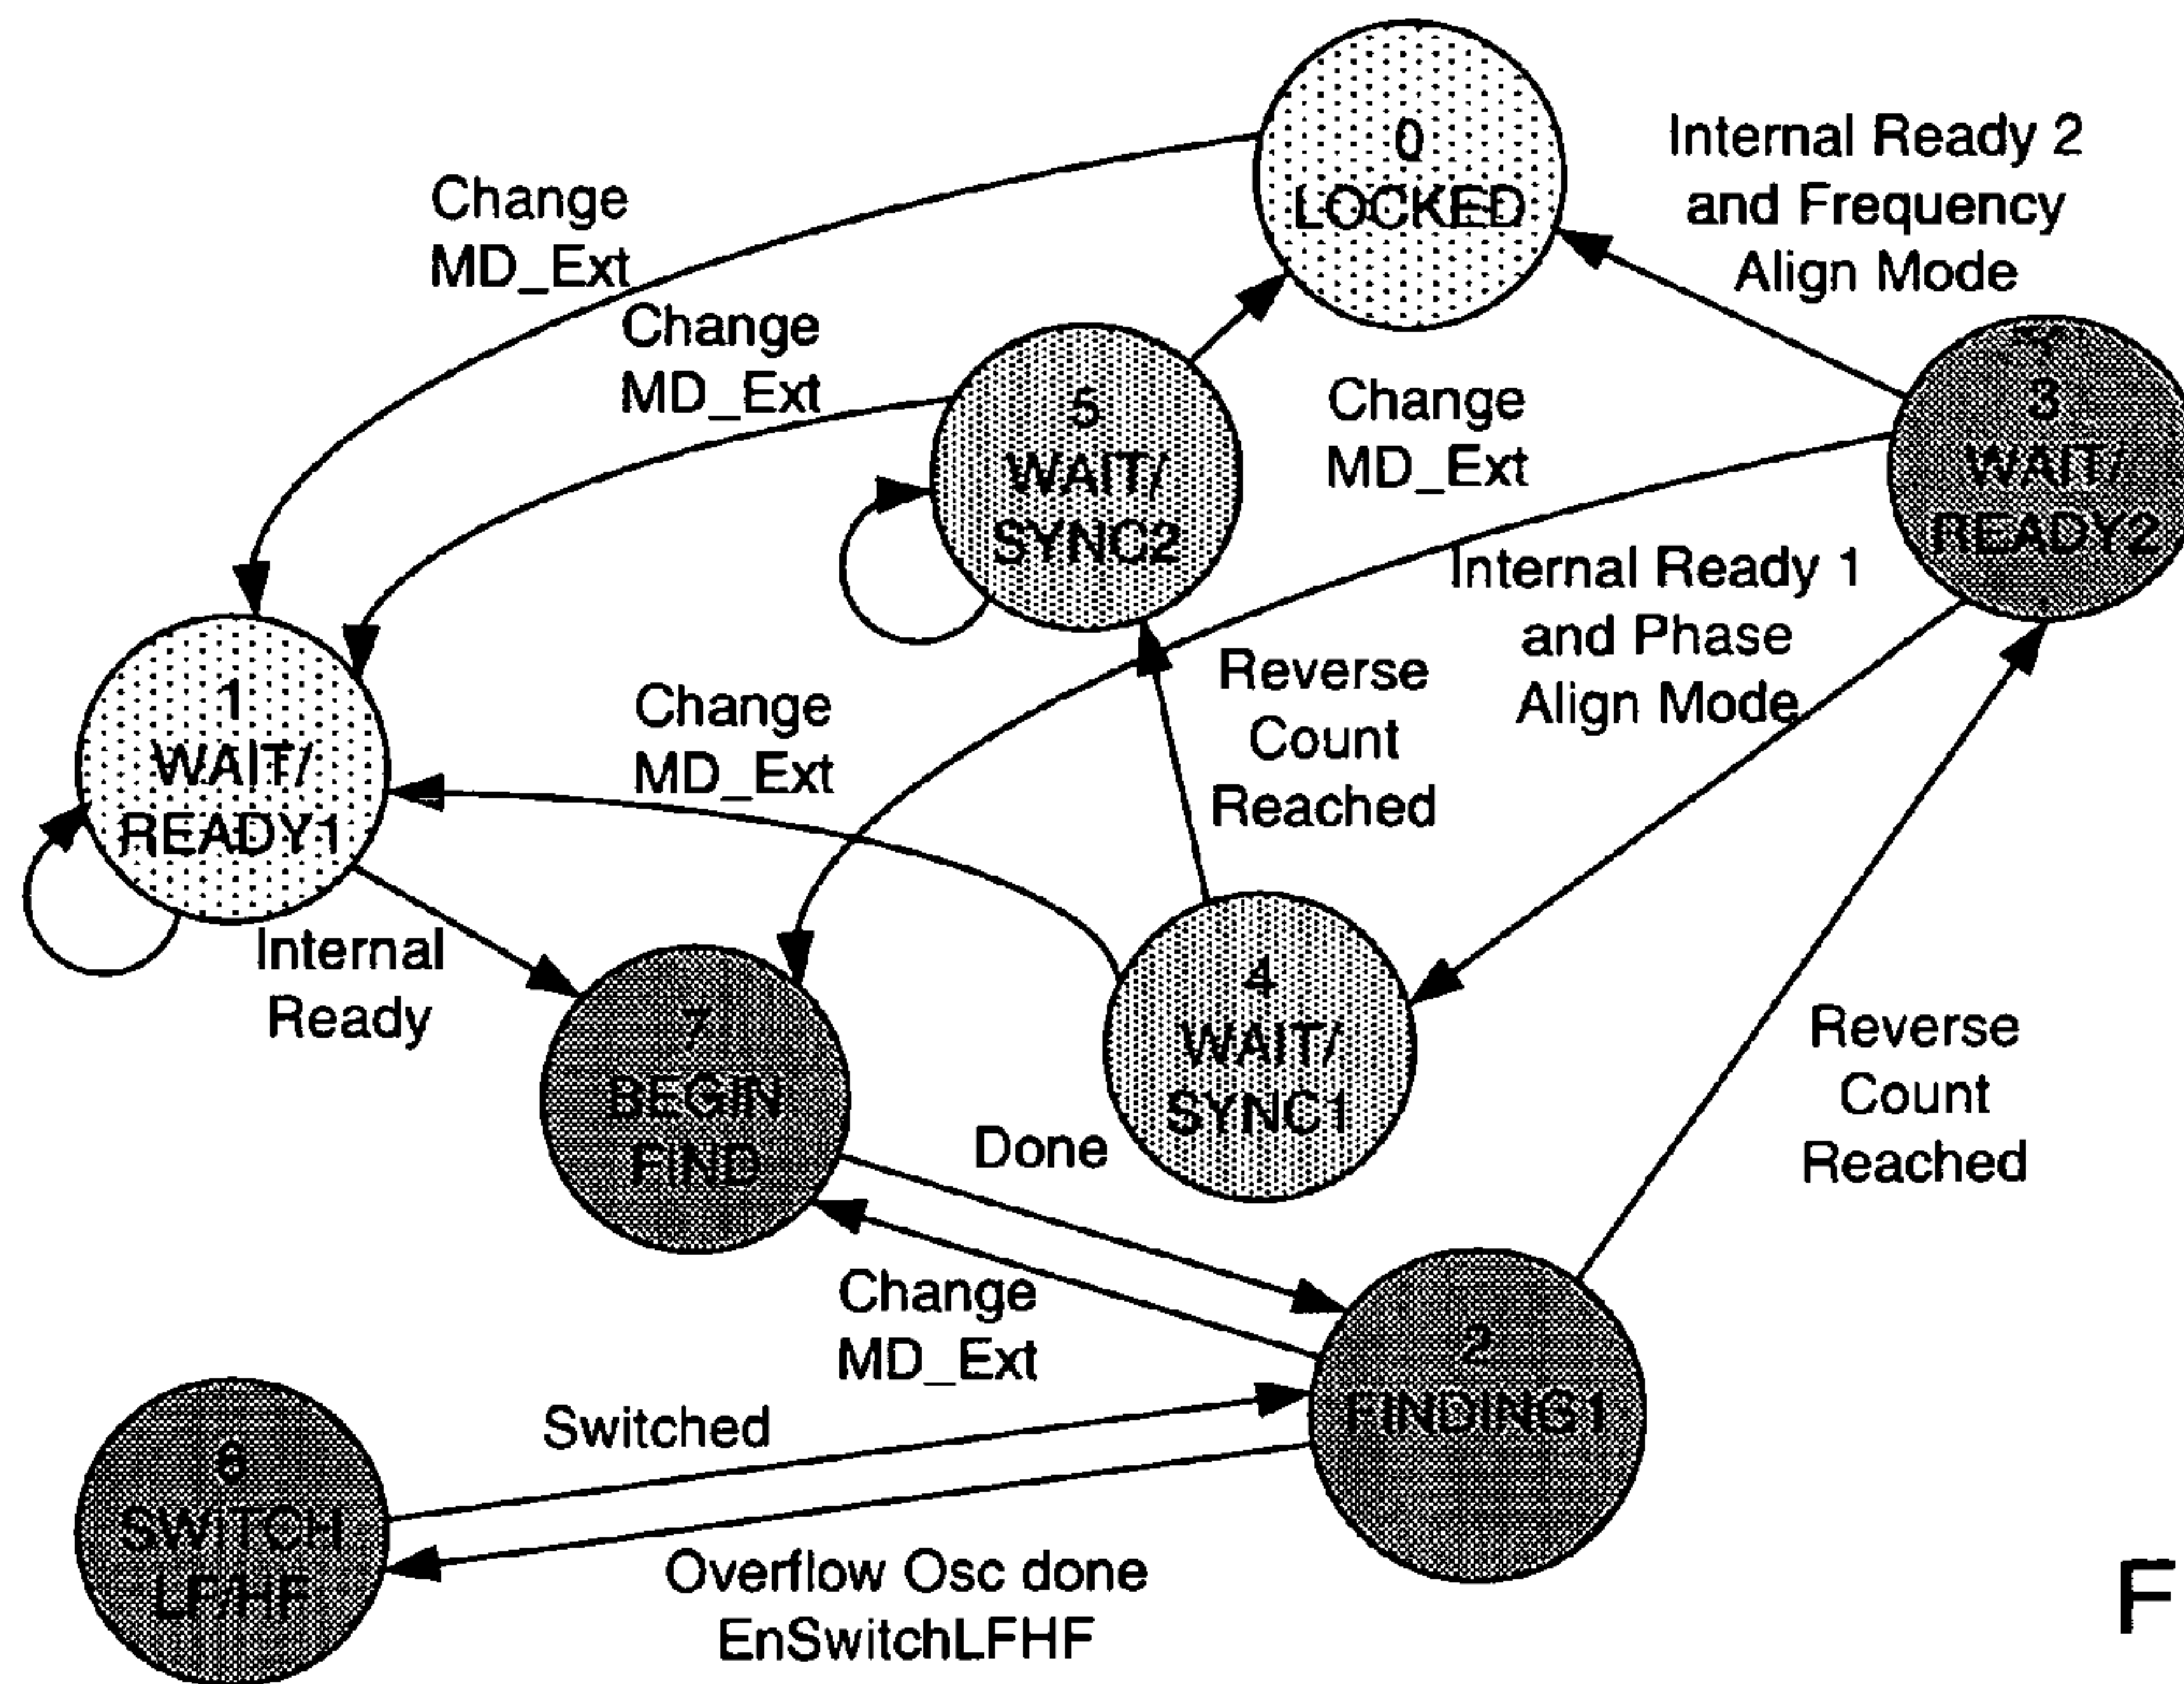 0
LOCKED
Internal Ready 2
and Frequency
Align Mode
Change
MD_Ext
Change
MD_Ext
5
WAIT/
SYNC2
Change
MD_Ext
3
WAIT/
READY2
Internal Ready 1
and Phase
Align Mode
Reverse
Count
Reached
Change
MD_Ext
1
WAIT/
READY1
Internal
Ready
7
BEGIN
FIND
4
WAIT/
SYNC1
Done
Reverse
Count
Reached
Change
MD_Ext
2
FINDING1
Switched
6
SWITCH
LF/HF
Overflow Osc done
EnSwitchLFHF
F